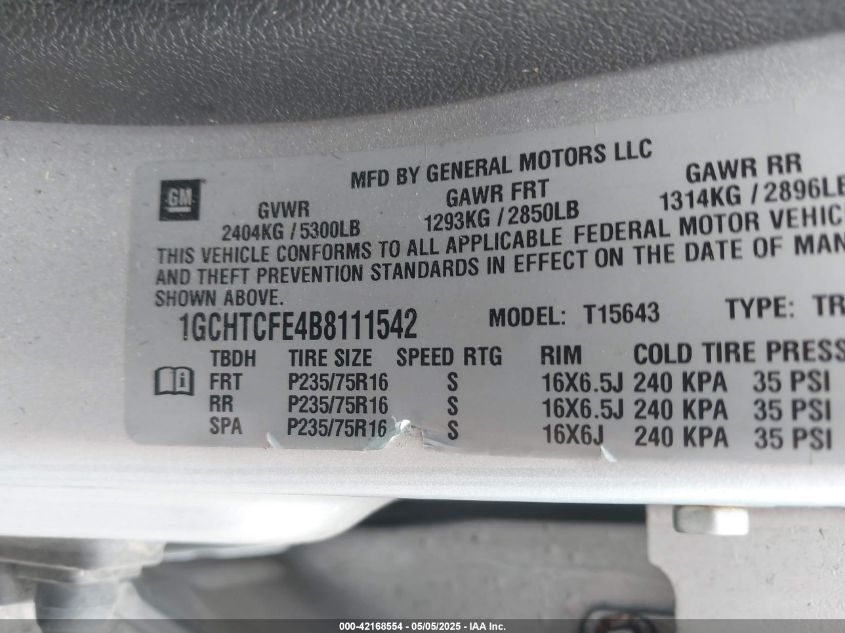 MFD BY GENERAL MOTORS LLC
GM
GVWR GAWR FRT GAWR RR
2404KG / 5300LB 1293KG / 2850LB 1314KG / 2896LB
THIS VEHICLE CONFORMS TO ALL APPLICABLE FEDERAL MOTOR VEHIC
AND THEFT PREVENTION STANDARDS IN EFFECT ON THE DATE OF MAN
SHOWN ABOVE.
1GCHTCFE4B8111542 MODEL: T15643 TYPE: TR
TBDH TIRE SIZE SPEED RTG RIM COLD TIRE PRESS
FRT P235/75R16 S 16X6.5J 240 KPA 35 PSI
RR P235/75R16 S 16X6.5J 240 KPA 35 PSI
SPA P235/75R16 S 16X6J 240 KPA 35 PSI
000-42168554 - 05/05/2025 - IAA Inc.